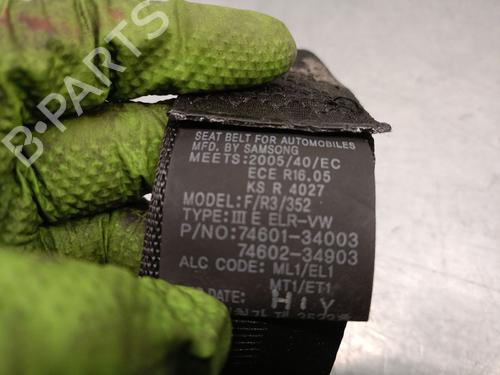 SEAT BELT FOR AUTOMOBILES
MFD. BY SAMSONG
MEETS:2005/40/EC
ECE R16.05
KS R 4027
MODEL:F/R3/352
TYPE:III E ELR-VW
P/NO:74601-34003
74602-34903
ALC CODE: ML1/EL1
MT1/ET1
DATE: H I Y
B-PARTS